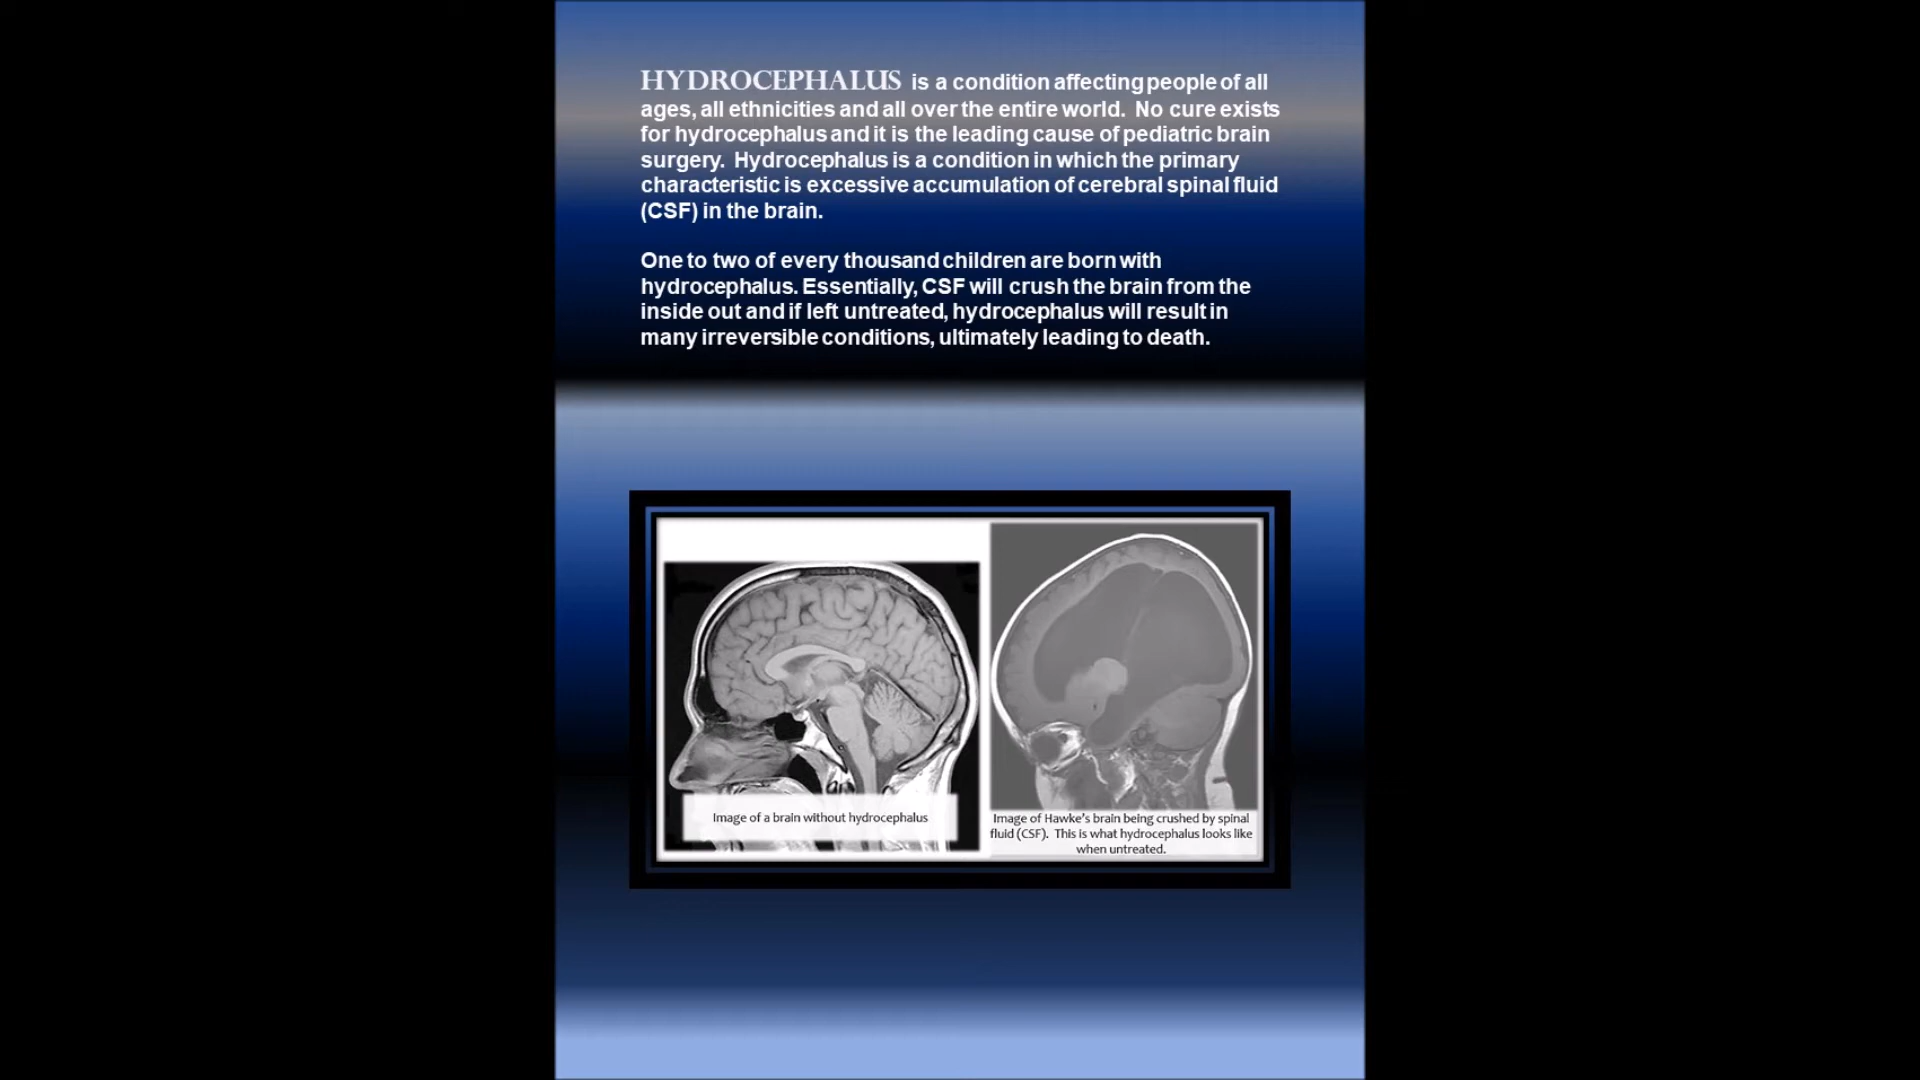 HYDROCEPHALUS is a condition affecting people of all
ages, all ethnicities and all over the entire world. No cure exists
for hydrocephalus and it is the leading cause of pediatric brain
surgery. Hydrocephalus is a condition in which the primary
characteristic is excessive accumulation of cerebral spinal fluid
(CSF) in the brain.
One to two of every thousand children are born with
hydrocephalus. Essentially, CSF will crush the brain from the
inside out and if left untreated, hydrocephalus will result in
many irreversible conditions, ultimately leading to death.
Image of a brain without hydrocephalus
Image of Hawke's brain being crushed by spinal
fluid (CSF). This is what hydrocephalus looks like
when untreated.